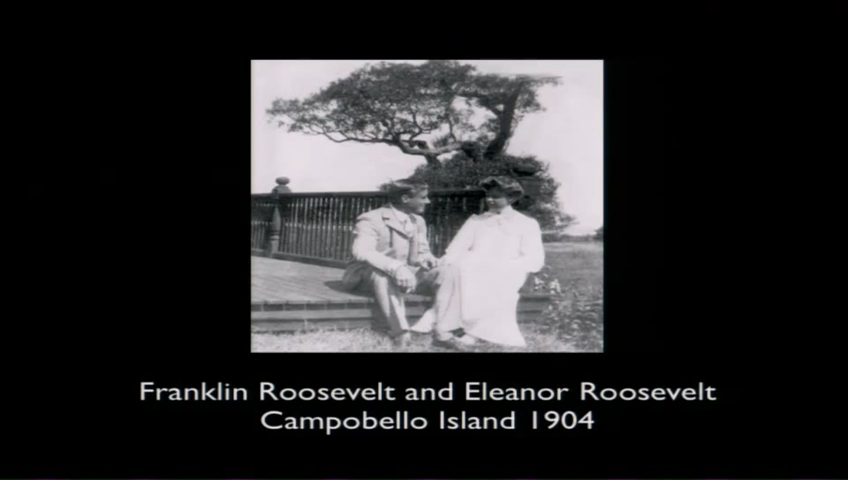 Franklin Roosevelt and Eleanor Roosevelt
Campobello Island 1904